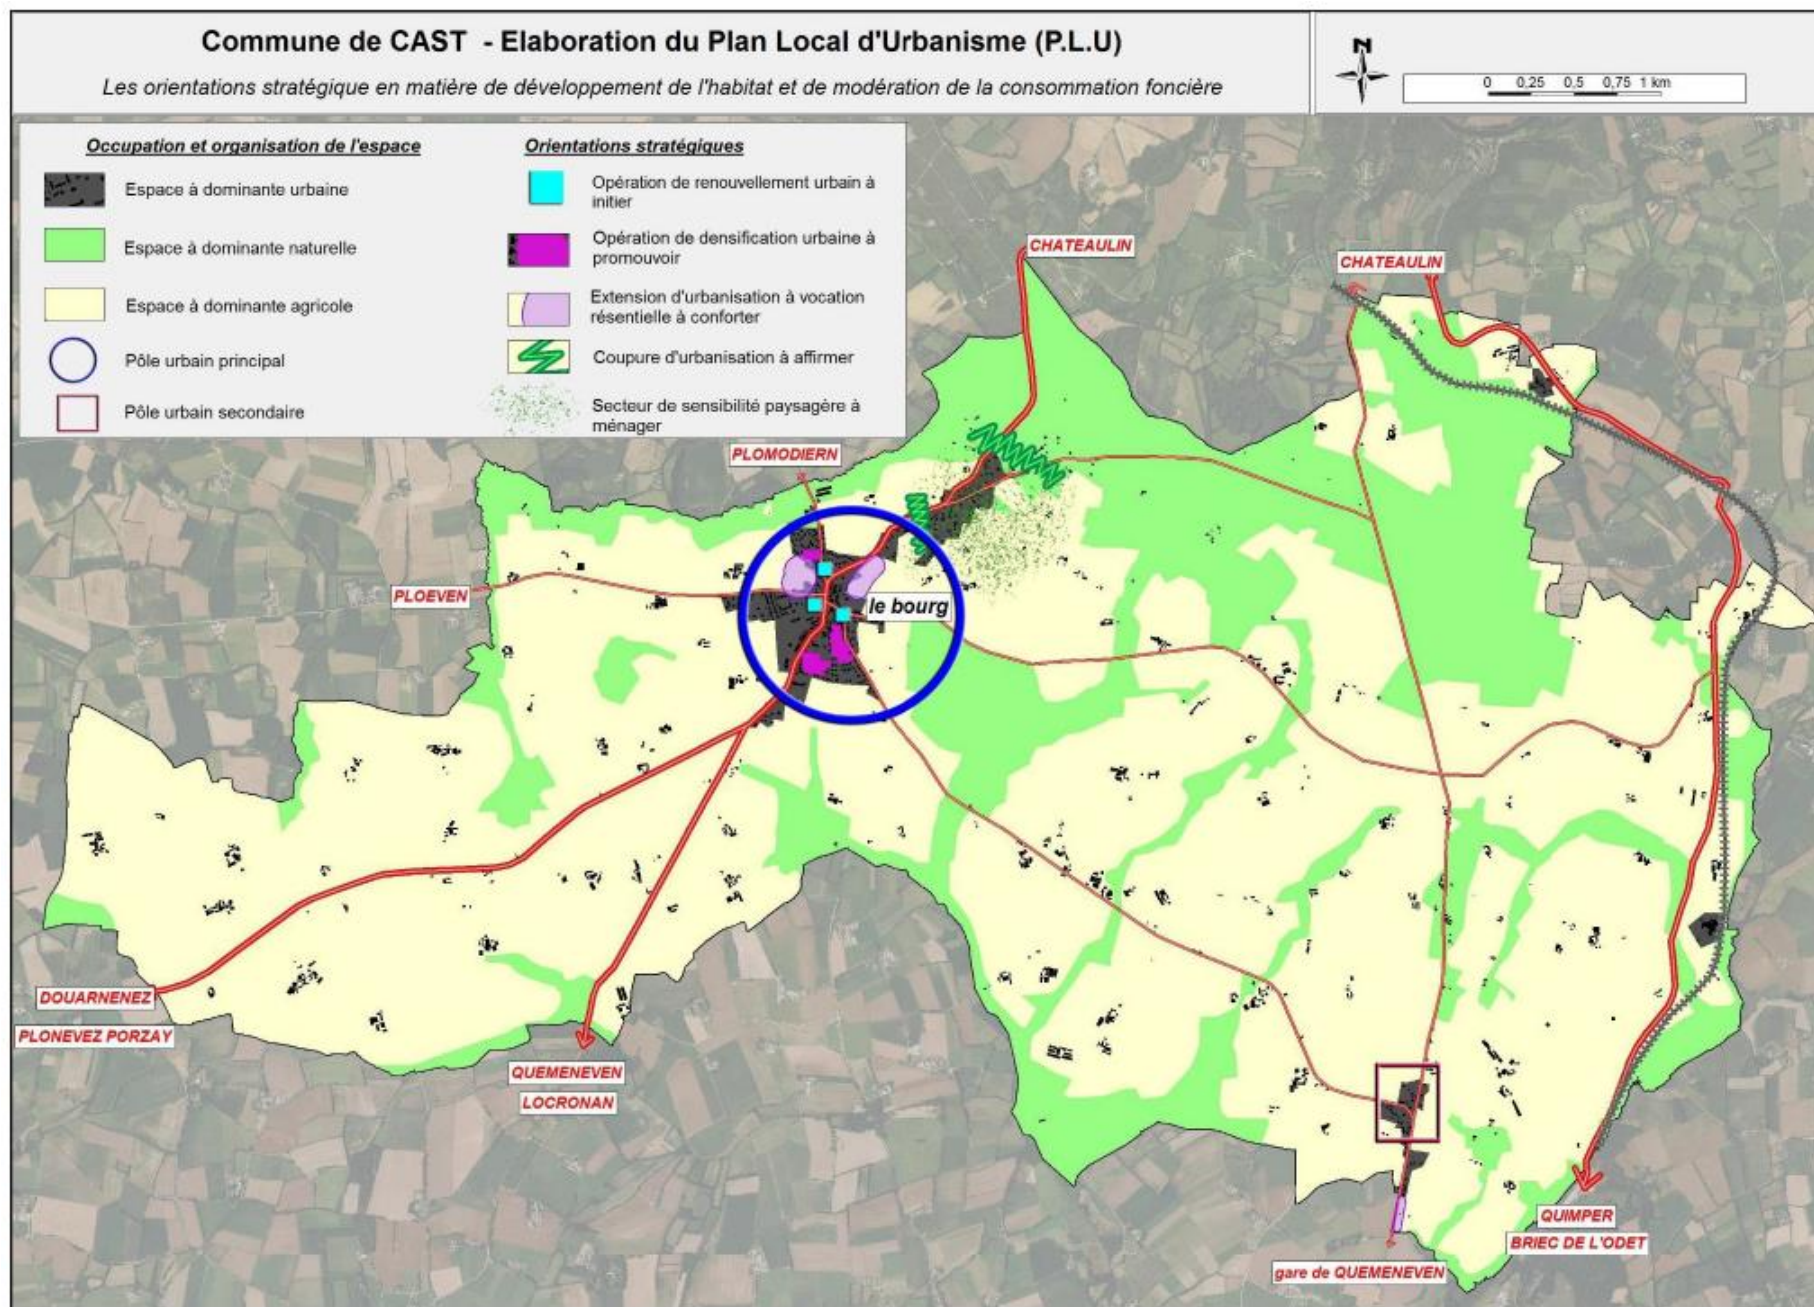 Commune de CAST - Elaboration du Plan Local d'Urbanisme (P.L.U)
Les orientations stratégique en matière de développement de l'habitat et de modération de la consommation foncière
N
0 0,25 0,5 0,75 1 km
Occupation et organisation de l'espace
Espace à dominante urbaine
Espace à dominante naturelle
Espace à dominante agricole
Pôle urbain principal
Pôle urbain secondaire
Orientations stratégiques
Opération de renouvellement urbain à
initier
Opération de densification urbaine à
promouvoir
Extension d'urbanisation à vocation
résentielle à conforter
Coupure d'urbanisation à affirmer
Secteur de sensibilité paysagère à
ménager
CHATEAULIN
CHATEAULIN
PLOMODIERN
PLOEVEN
le bourg
DOUARNENEZ
PLONEVEZ PORZAY
QUEMENEVEN
LOCRONAN
QUIMPER
BRIEC DE L'ODET
gare de QUEMENEVEN